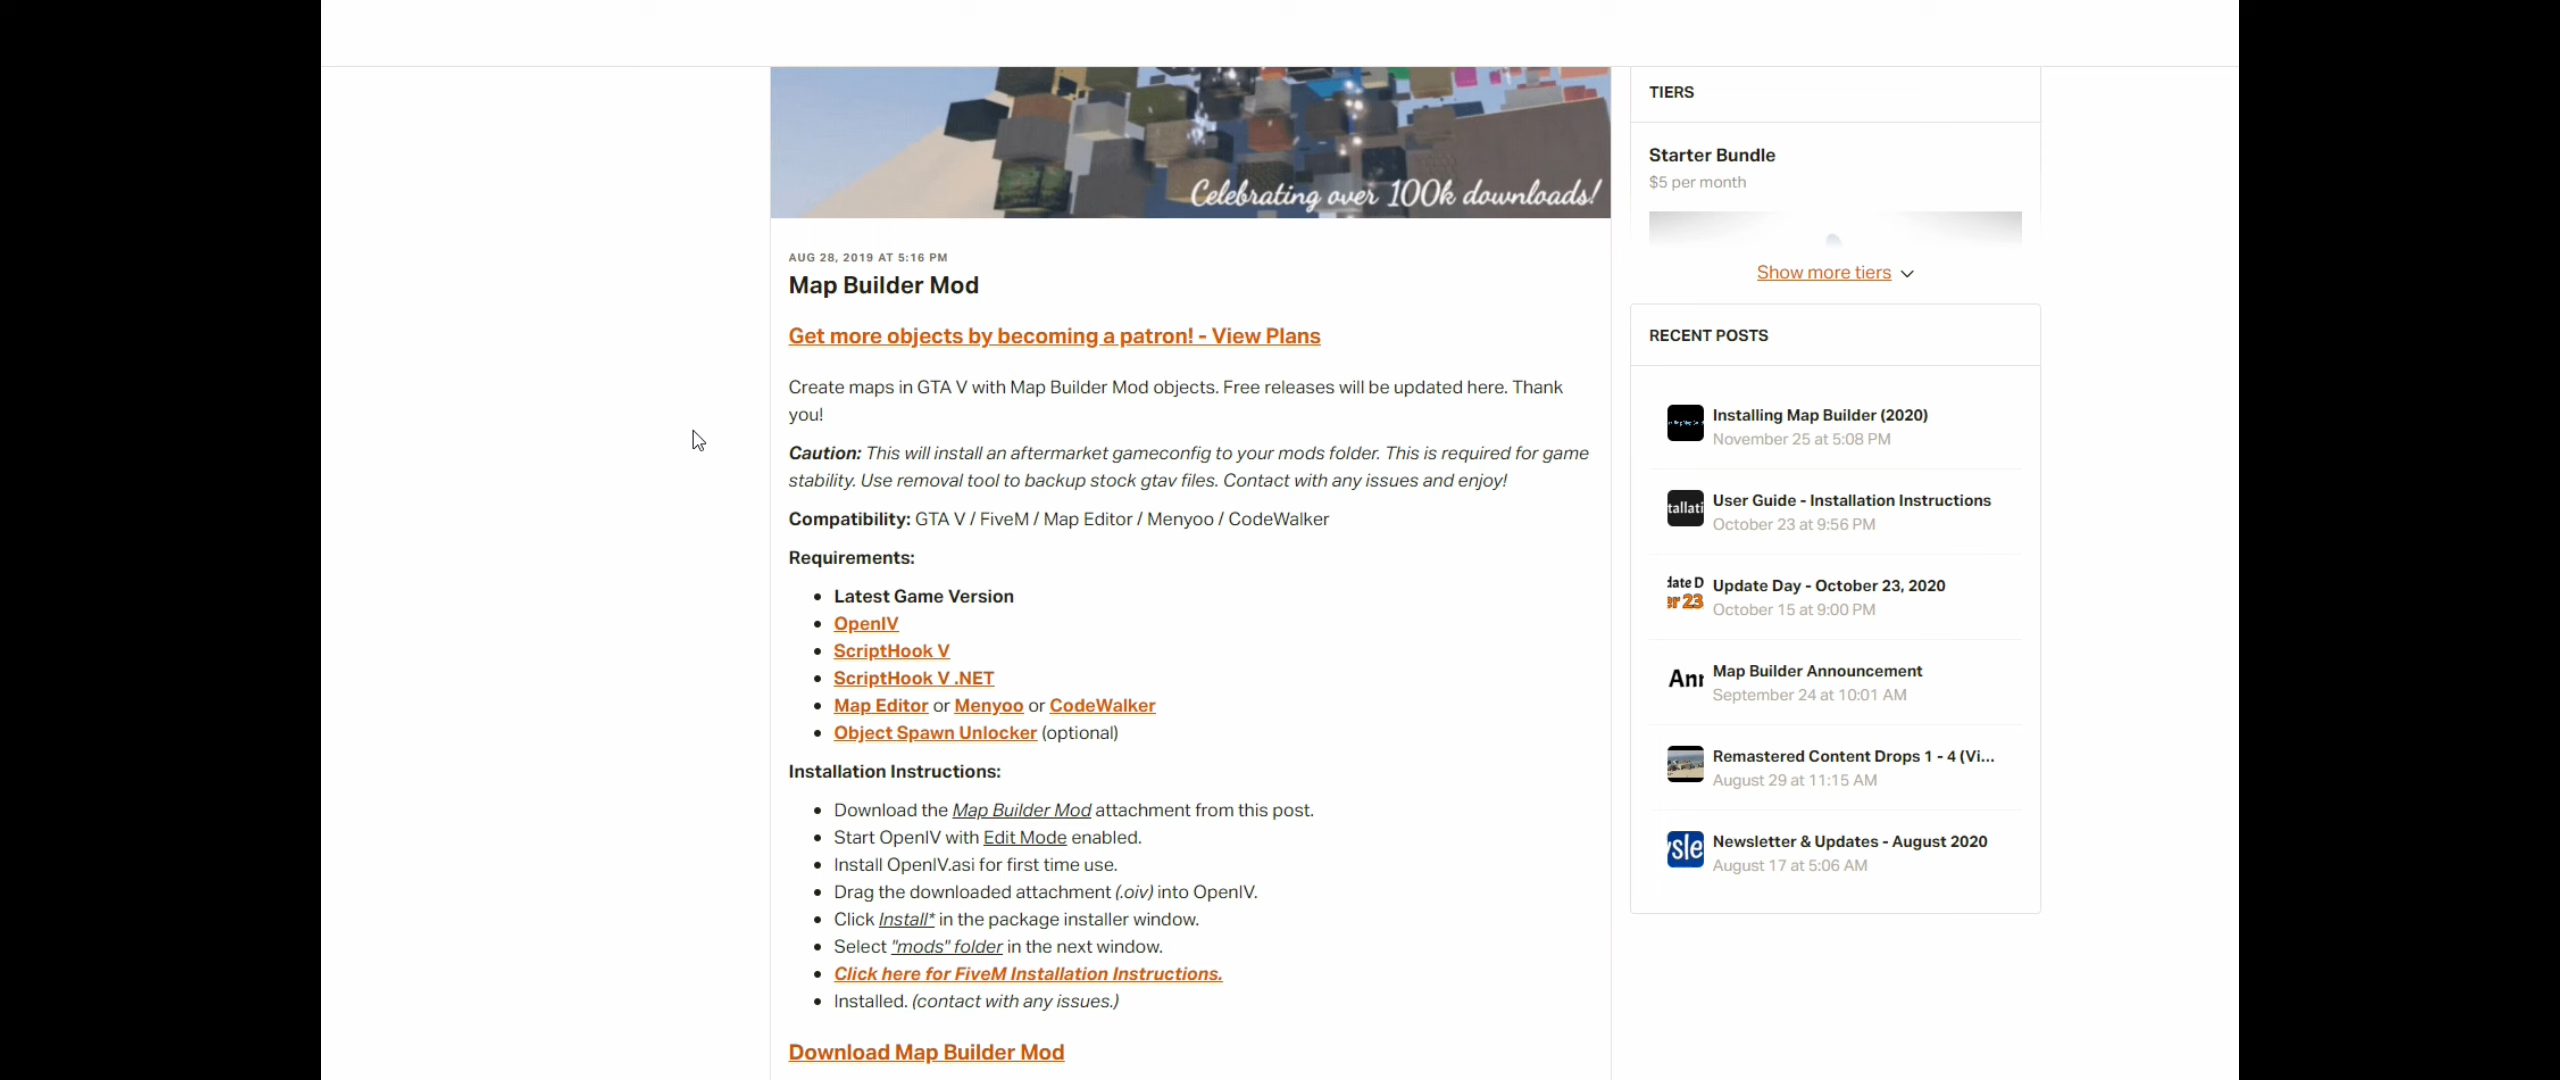 Celebrating over 100k downloads!
AUG 28, 2019 AT 5:16 PM
Map Builder Mod
Get more objects by becoming a patron! - View Plans
Create maps in GTA V with Map Builder Mod objects. Free releases will be updated here. Thank
you!
Caution: This will install an aftermarket gameconfig to your mods folder. This is required for game
stability. Use removal tool to backup stock gtav files. Contact with any issues and enjoy!
Compatibility: GTA V / FiveM / Map Editor / Menyoo / CodeWalker
Requirements:
• Latest Game Version
• OpenIV
• ScriptHook V
• ScriptHook V .NET
• Map Editor or Menyoo or CodeWalker
• Object Spawn Unlocker (optional)
Installation Instructions:
• Download the Map Builder Mod attachment from this post.
• Start OpenIV with Edit Mode enabled.
• Install OpenIV.asi for first time use.
• Drag the downloaded attachment (.oiv) into OpenIV.
• Click Install* in the package installer window.
• Select "mods" folder in the next window.
• Click here for FiveM Installation Instructions.
• Installed. (contact with any issues.)
Download Map Builder Mod
TIERS
Starter Bundle
$5 per month
Show more tiers
RECENT POSTS
Installing Map Builder (2020)
November 25 at 5:08 PM
tallati
User Guide - Installation Instructions
October 23 at 9:56 PM
date D
er 23
Update Day - October 23, 2020
October 15 at 9:00 PM
Ann
Map Builder Announcement
September 24 at 10:01 AM
Remastered Content Drops 1 - 4 (Vi...
August 29 at 11:15 AM
wsle
Newsletter & Updates - August 2020
August 17 at 5:06 AM